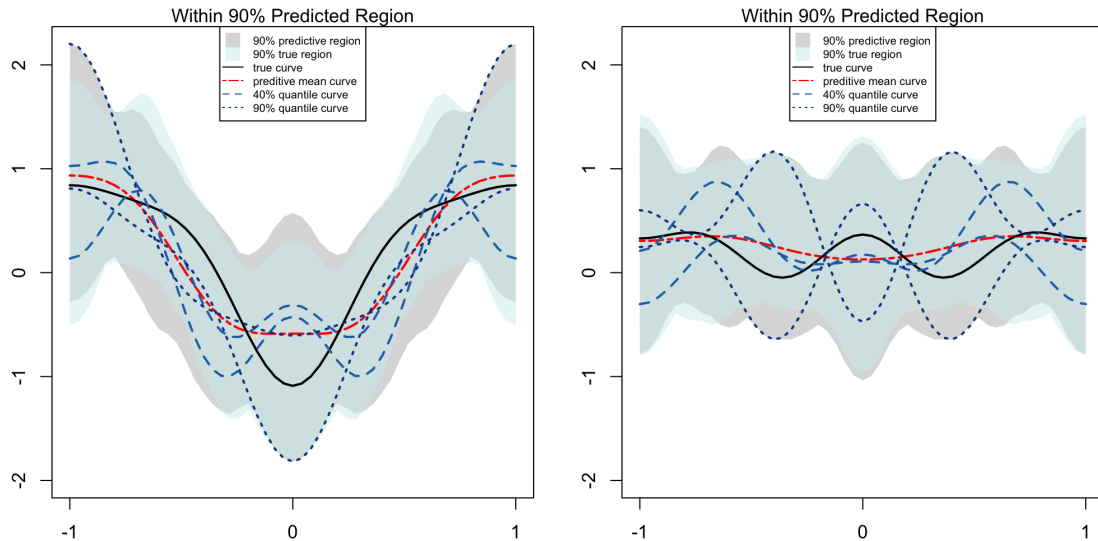 Within 90% Predicted Region
90% predictive region
90% true region
true curve
preditive mean curve
40% quantile curve
90% quantile curve
2
1
0
-1
-2
-1
0
1
Within 90% Predicted Region
90% predictive region
90% true region
true curve
preditive mean curve
40% quantile curve
90% quantile curve
2
1
0
-1
-2
-1
0
1